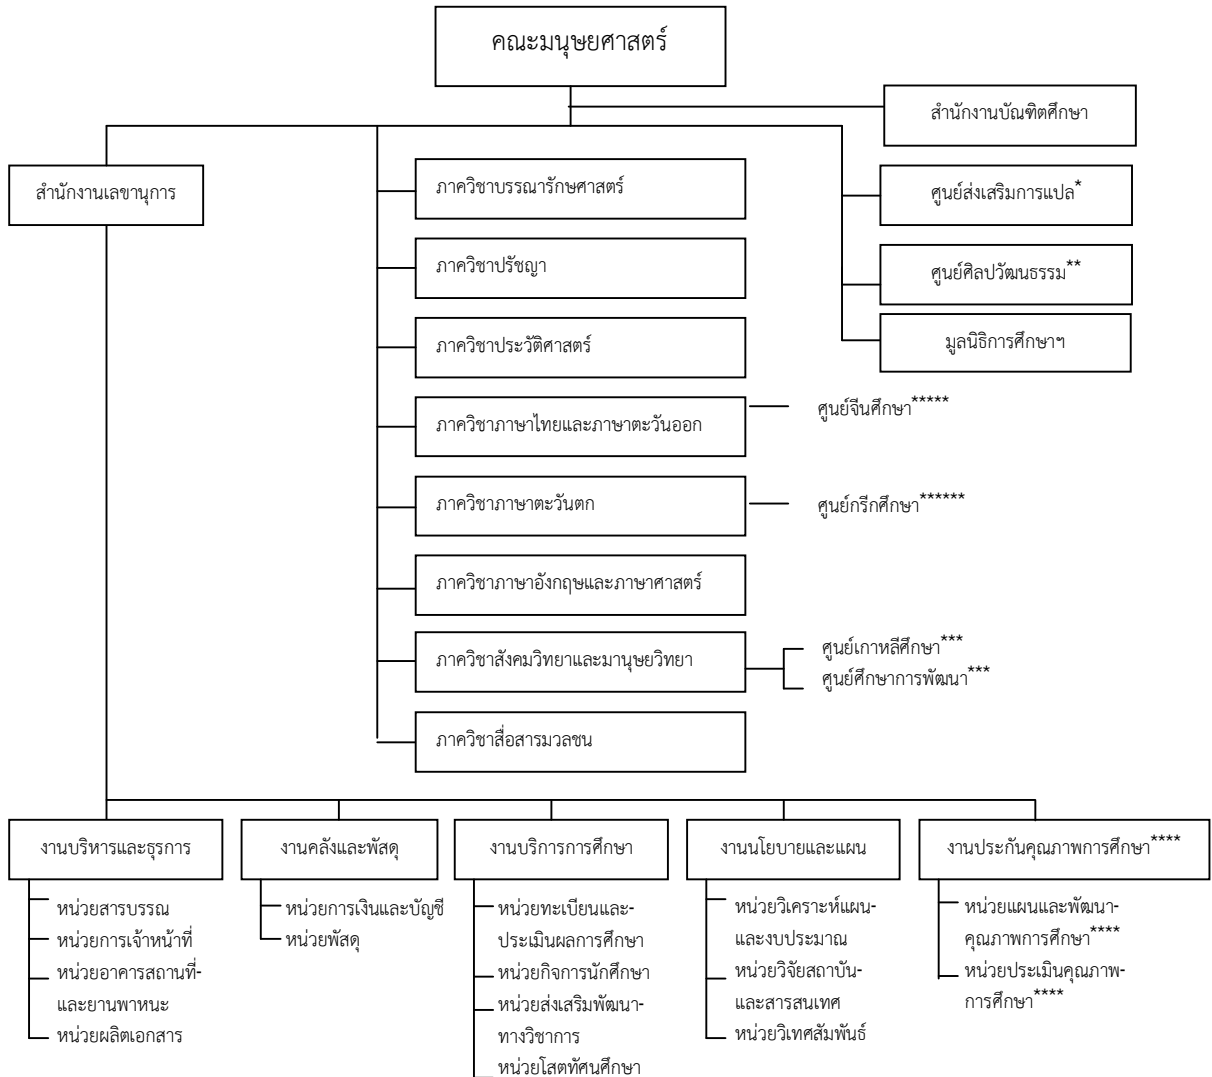 คณะมนุษยศาสตร์
สำนักงานบัณฑิตศึกษา
สำนักงานเลขานุการ
ภาควิชาบรรณารักษศาสตร์
ศูนย์ส่งเสริมการแปล*
ภาควิชาปรัชญา
ศูนย์ศิลปวัฒนธรรม**
ภาควิชาประวัติศาสตร์
มูลนิธิการศึกษาฯ
ภาควิชาภาษาไทยและภาษาตะวันออก
ศูนย์จีนศึกษา*****
ภาควิชาภาษาตะวันตก
ศูนย์กรีกศึกษา******
ภาควิชาภาษาอังกฤษและภาษาศาสตร์
ภาควิชาสังคมวิทยาและมานุษยวิทยา
ศูนย์เกาหลีศึกษา***
ศูนย์ศึกษาการพัฒนา***
ภาควิชาสื่อสารมวลชน
งานบริหารและธุรการ
หน่วยสารบรรณ
หน่วยการเจ้าหน้าที่
หน่วยอาคารสถานที่-
และยานพาหนะ
หน่วยผลิตเอกสาร
งานคลังและพัสดุ
หน่วยการเงินและบัญชี
หน่วยพัสดุ
งานบริการการศึกษา
หน่วยทะเบียนและ-
ประเมินผลการศึกษา
หน่วยกิจการนักศึกษา
หน่วยส่งเสริมพัฒนา-
ทางวิชาการ
หน่วยโสตทัศนศึกษา
งานนโยบายและแผน
หน่วยวิเคราะห์แผน-
และงบประมาณ
หน่วยวิจัยสถาบัน-
และสารสนเทศ
หน่วยวิเทศสัมพันธ์
งานประกันคุณภาพการศึกษา****
หน่วยแผนและพัฒนา-
คุณภาพการศึกษา****
หน่วยประเมินคุณภาพ-
การศึกษา****